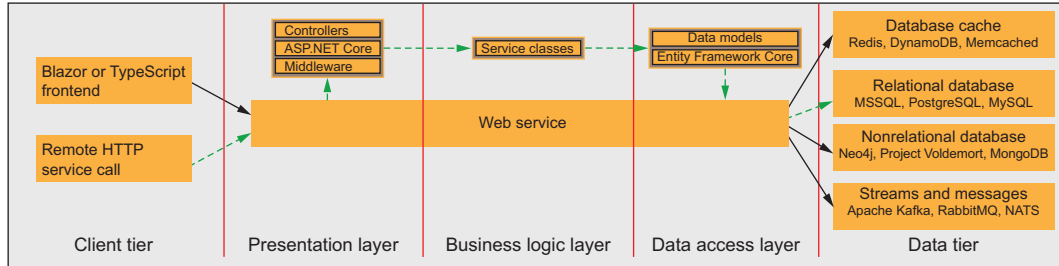 Blazor or TypeScript
frontend
Remote HTTP
service call
Client tier
Controllers
ASP.NET Core
Middleware
Presentation layer
Service classes
Web service
Business logic layer
Data models
Entity Framework Core
Data access layer
Database cache
Redis, DynamoDB, Memcached
Relational database
MSSQL, PostgreSQL, MySQL
Nonrelational database
Neo4j, Project Voldemort, MongoDB
Streams and messages
Apache Kafka, RabbitMQ, NATS
Data tier